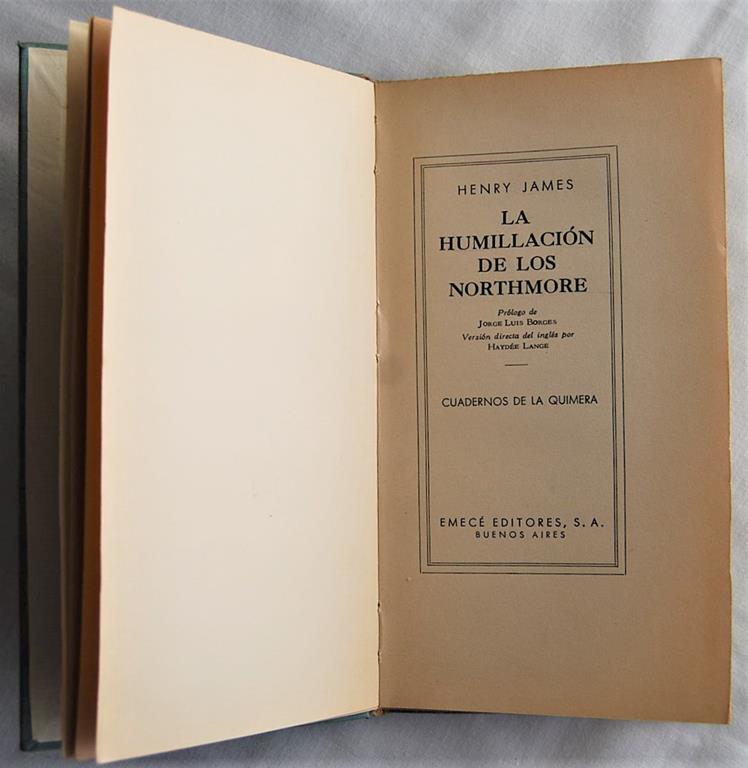 HENRY JAMES
LA
HUMILLACIÓN
DE LOS
NORTHMORE
Prólogo de
JORGE LUIS BORGES
Versión directa del inglés por
HAYDÉE LANGE
CUADERNOS DE LA QUIMERA
EMECÉ EDITORES, S. A.
BUENOS AIRES